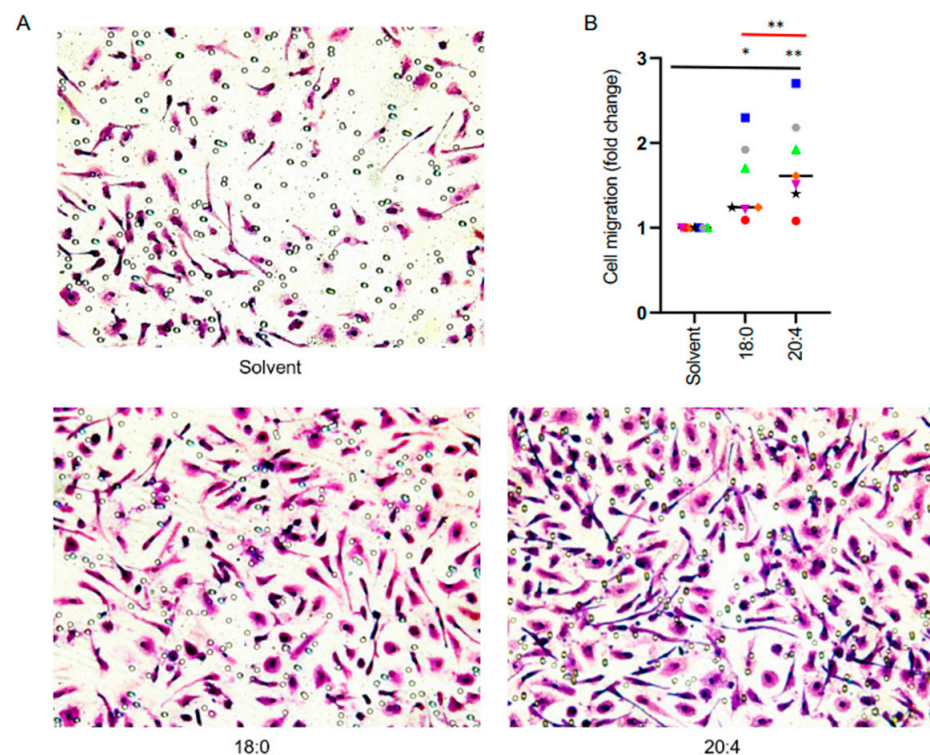 A
Solvent
B
**
* **
3
2
1
0
Cell migration (fold change)
Solvent
18:0
20:4
18:0
20:4